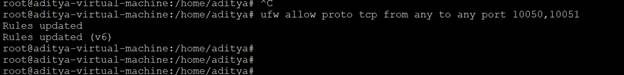 root@aditya-virtual-machine:/home/aditya# ^C
root@aditya-virtual-machine:/home/aditya# ufw allow proto tcp from any to any port 10050,10051
Rules updated
Rules updated (v6)
root@aditya-virtual-machine:/home/aditya#
root@aditya-virtual-machine:/home/aditya#
root@aditya-virtual-machine:/home/aditya#